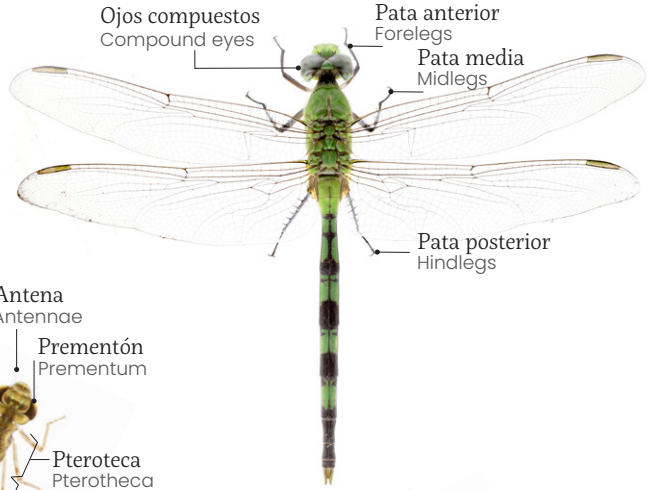 Ojos compuestos
Compound eyes
Pata anterior
Forelegs
Pata media
Midlegs
Pata posterior
Hindlegs
Antena
Antennae
Prementón
Prementum
Pteroteca
Pterotheca